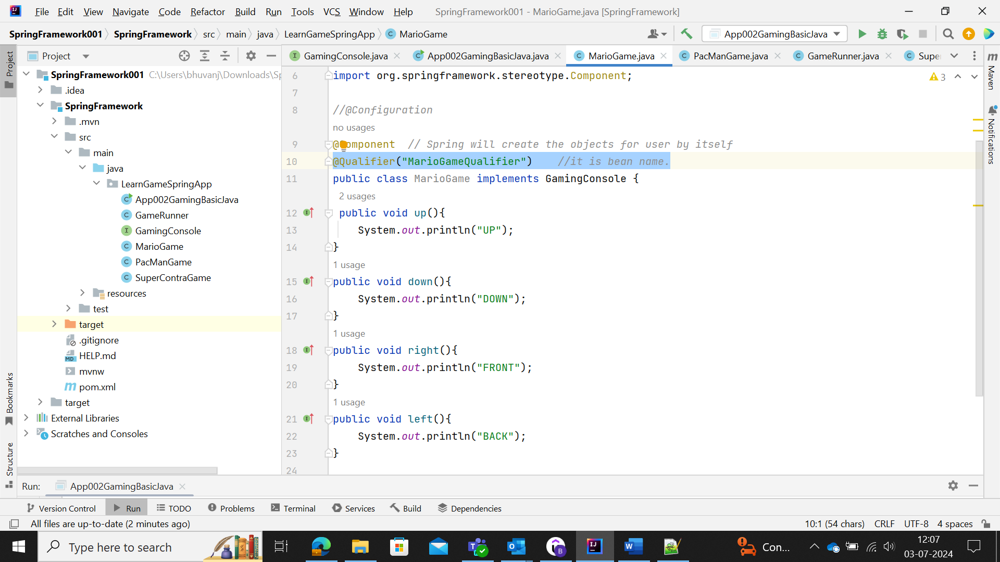 File Edit View Navigate Code Refactor Build Run Tools VCS Window Help SpringFramework001 - MarioGame.java [SpringFramework]
SpringFramework001 SpringFramework src main java LearnGameSpringApp MarioGame App002GamingBasicJava
Project
Project
GamingConsole.java App002GamingBasicJava.java MarioGame.java PacManGame.java GameRunner.java Supe
Maven
Notifications
SpringFramework001 C:\Users\bhuvanj\Downloads\Sp
.idea
SpringFramework
.mvn
src
main
java
LearnGameSpringApp
App002GamingBasicJava
GameRunner
GamingConsole
MarioGame
PacManGame
SuperContraGame
resources
test
target
.gitignore
HELP.md
mvnw
pom.xml
target
External Libraries
Scratches and Consoles
Bookmarks
Structure
3
6 import org.springframework.stereotype.Component;
7
8 //@Configuration
no usages
9 @Component // Spring will create the objects for user by itself
10 @Qualifier("MarioGameQualifier") //it is bean name.
11 public class MarioGame implements GamingConsole {
2 usages
12 public void up(){
13 System.out.println("UP");
14 }
1 usage
15 public void down(){
16 System.out.println("DOWN");
17 }
1 usage
18 public void right(){
19 System.out.println("FRONT");
20 }
1 usage
21 public void left(){
22 System.out.println("BACK");
23 }
24
Run: App002GamingBasicJava
Version Control Run TODO Problems Terminal Services Build Dependencies
All files are up-to-date (2 minutes ago) 10:1 (54 chars) CRLF UTF-8 4 spaces
Type here to search
Con...
12:07
03-07-2024